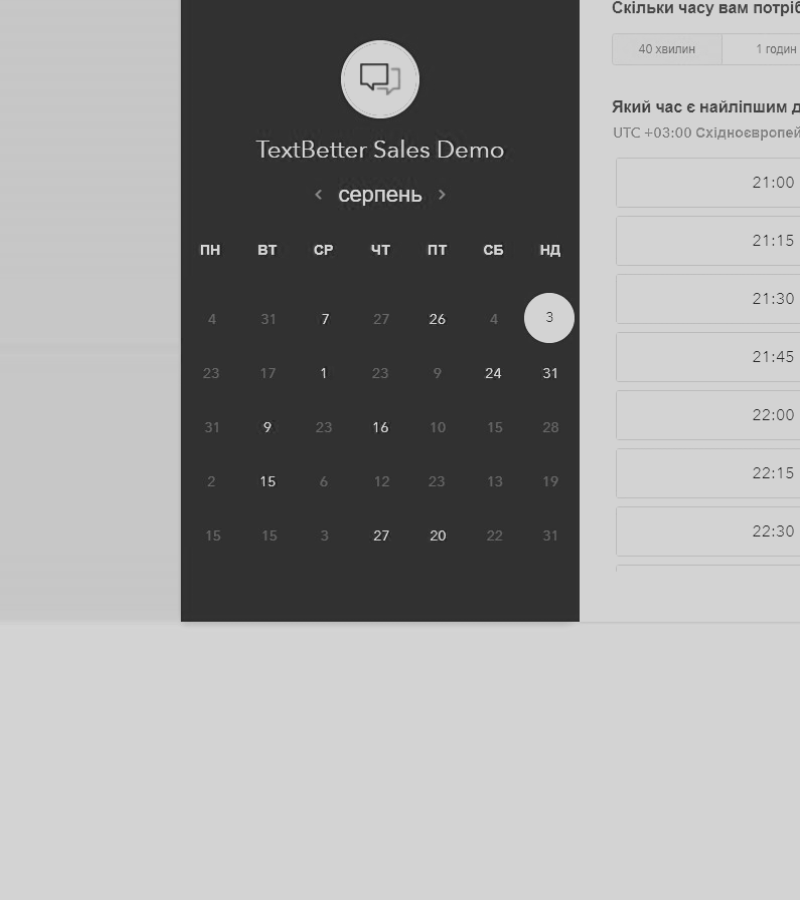 TextBetter Sales Demo
серпень
ПН ВТ СР ЧТ ПТ СБ НД
4 31 7 27 26 4 3
23 17 1 23 9 24 31
31 9 23 16 10 15 28
2 15 6 12 23 13 19
15 15 3 27 20 22 31
Скільки часу вам
40 хвилин 1 годин
Який час є найліпшим
UTC +03:00
21:00
21:15
21:30
21:45
22:00
22:15
22:30